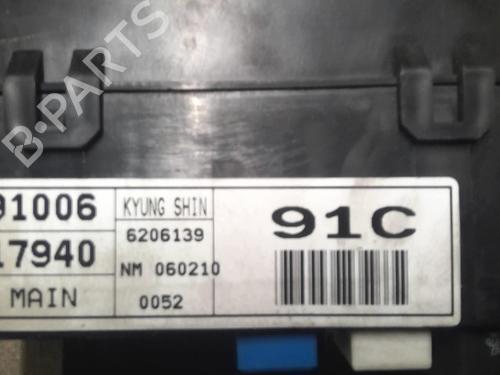 B-PARTS
91006 KYUNG SHIN 91C
17940 6206139
NM 060210
MAIN 0052